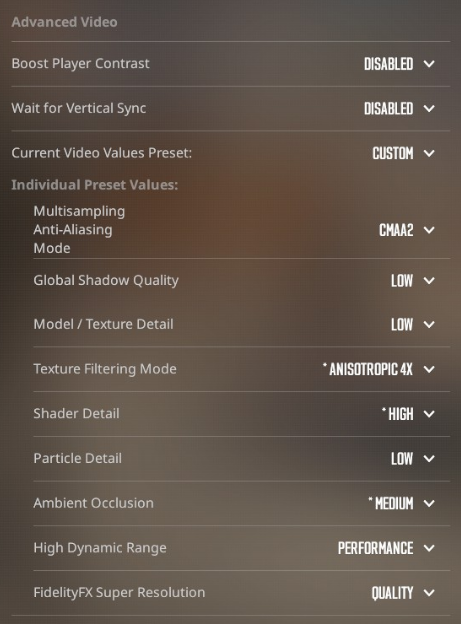 Advanced Video
Boost Player Contrast DISABLED
Wait for Vertical Sync DISABLED
Current Video Values Preset: CUSTOM
Individual Preset Values:
Multisampling
Anti-Aliasing CMAA2
Mode
Global Shadow Quality LOW
Model / Texture Detail LOW
Texture Filtering Mode * ANISOTROPIC 4X
Shader Detail * HIGH
Particle Detail LOW
Ambient Occlusion * MEDIUM
High Dynamic Range PERFORMANCE
FidelityFX Super Resolution QUALITY